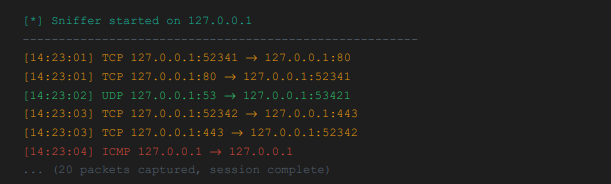 [*] Sniffer started on 127.0.0.1
-------------------------------------------------------
[14:23:01] TCP 127.0.0.1:52341 → 127.0.0.1:80
[14:23:01] TCP 127.0.0.1:80 → 127.0.0.1:52341
[14:23:02] UDP 127.0.0.1:53 → 127.0.0.1:53421
[14:23:03] TCP 127.0.0.1:52342 → 127.0.0.1:443
[14:23:03] TCP 127.0.0.1:443 → 127.0.0.1:52342
[14:23:04] ICMP 127.0.0.1 → 127.0.0.1
... (20 packets captured, session complete)